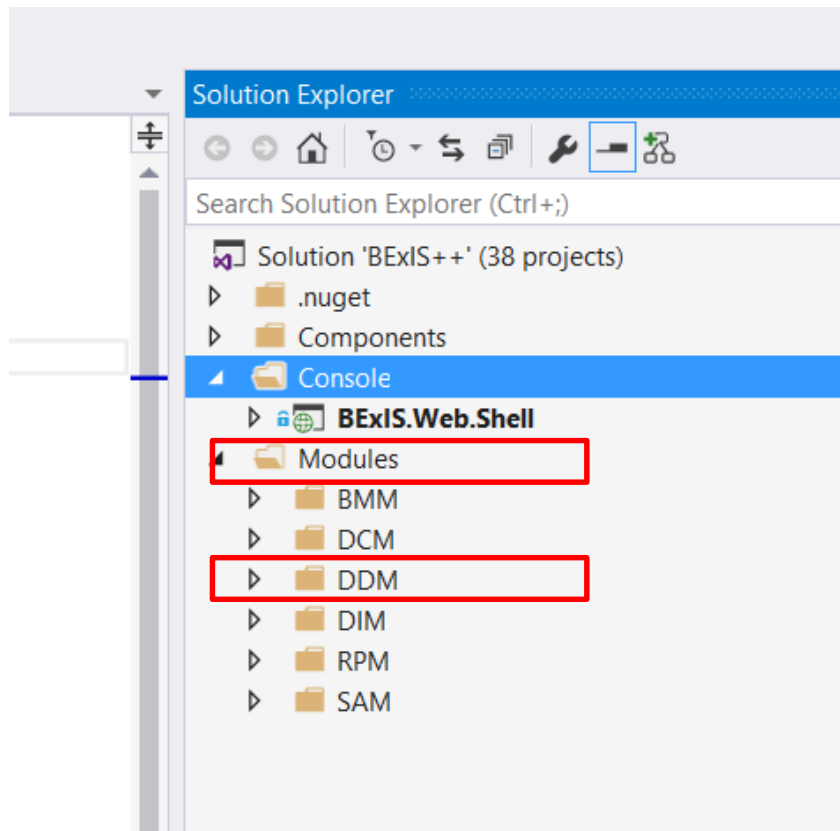 Solution Explorer
Search Solution Explorer (Ctrl+;)
Solution 'BExIS++' (38 projects)
.nuget
Components
Console
BExIS.Web.Shell
Modules
BMM
DCM
DDM
DIM
RPM
SAM